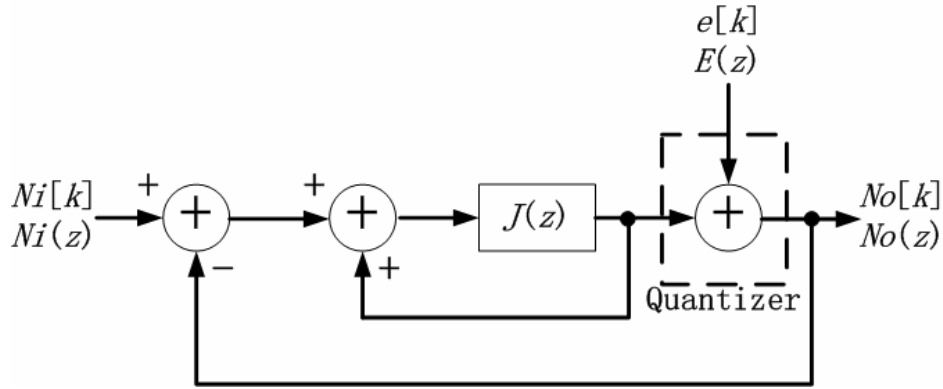 e[k]
E(z)
Ni[k]
Ni(z)
+
+
−
+
+
+
J(z)
+
No[k]
No(z)
Quantizer